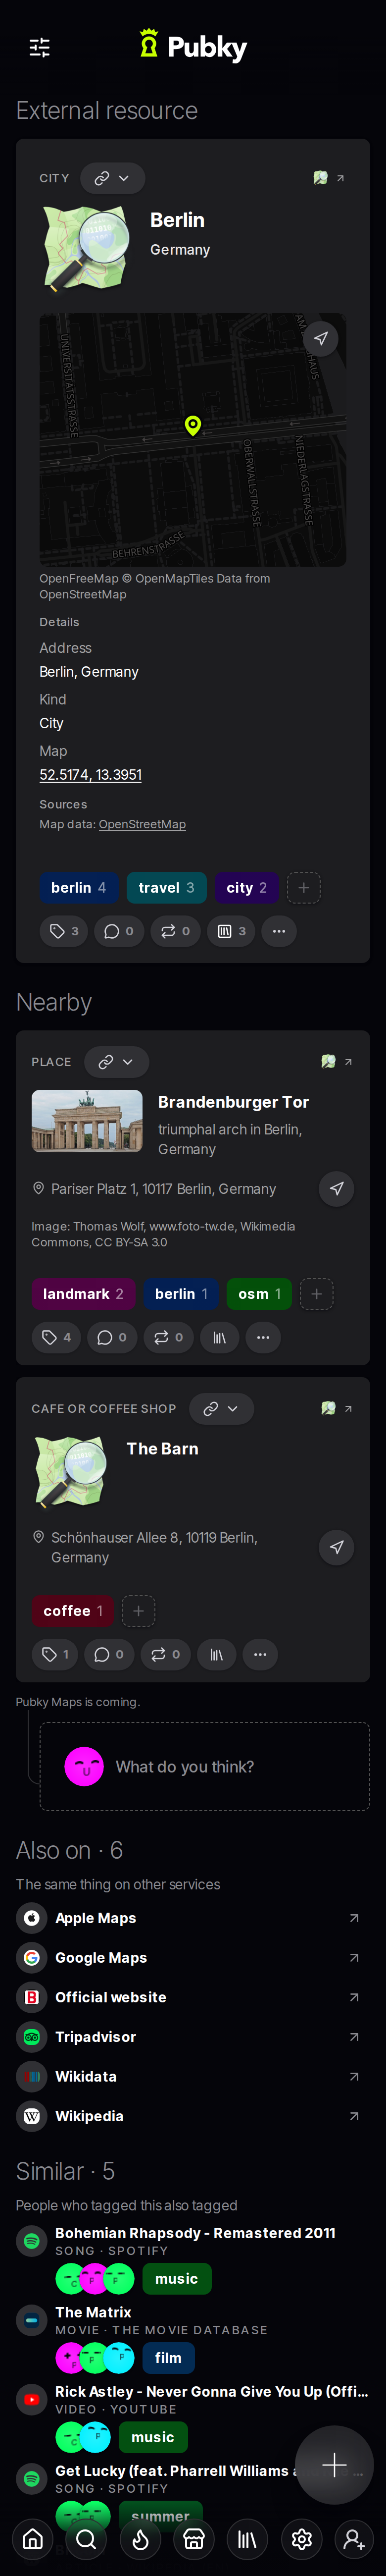 Pubky
External resource
CITY
Berlin
Germany
UNIVERSITÄTSSTRASSE
OBERWALLSTRASSE
NIEDERLAGSTRASSE
BEHRENSTRASSE
OpenFreeMap © OpenMapTiles Data from
OpenStreetMap
Details
Address
Berlin, Germany
Kind
City
Map
52.5174, 13.3951
Sources
Map data: OpenStreetMap
berlin 4 travel 3 city 2 +
3 0 0 3
Nearby
PLACE
Brandenburger Tor
triumphal arch in Berlin,
Germany
Pariser Platz 1, 10117 Berlin, Germany
Image: Thomas Wolf, www.foto-tw.de, Wikimedia
Commons, CC BY-SA 3.0
landmark 2 berlin 1 osm 1 +
4 0 0
CAFE OR COFFEE SHOP
The Barn
Schönhauser Allee 8, 10119 Berlin,
Germany
coffee 1 +
1 0 0
Pubky Maps is coming.
What do you think?
Also on · 6
The same thing on other services
Apple Maps
Google Maps
Official website
Tripadvisor
Wikidata
Wikipedia
Similar · 5
People who tagged this also tagged
Bohemian Rhapsody - Remastered 2011
SONG · SPOTIFY
music
The Matrix
MOVIE · THE MOVIE DATABASE
film
Rick Astley - Never Gonna Give You Up (Offi...
VIDEO · YOUTUBE
music
Get Lucky (feat. Pharrell Williams
SONG · SPOTIFY
summer